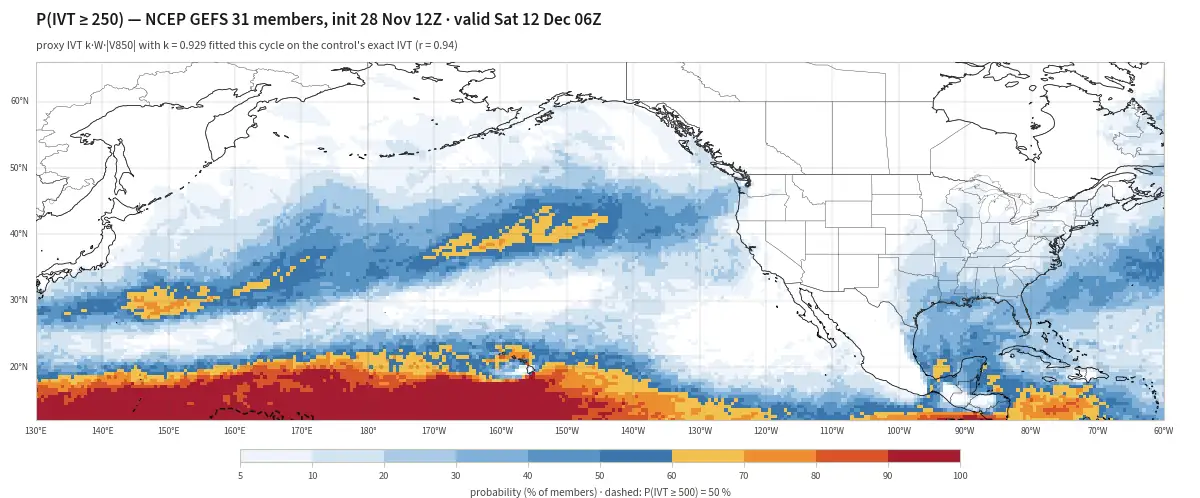 P(IVT ≥ 250) — NCEP GEFS 31 members, init 28 Nov 12Z · valid Sat 12 Dec 06Z
proxy IVT k·W·|V850| with k = 0.929 fitted this cycle on the control's exact IVT (r = 0.94)
60°N
50°N
40°N
30°N
20°N
130°E 140°E 150°E 160°E 170°E 180° 170°W 160°W 150°W 140°W 130°W 120°W 110°W 100°W 90°W 80°W 70°W 60°W
5 10 20 30 40 50 60 70 80 90 100
probability (% of members) · dashed: P(IVT ≥ 500) = 50 %